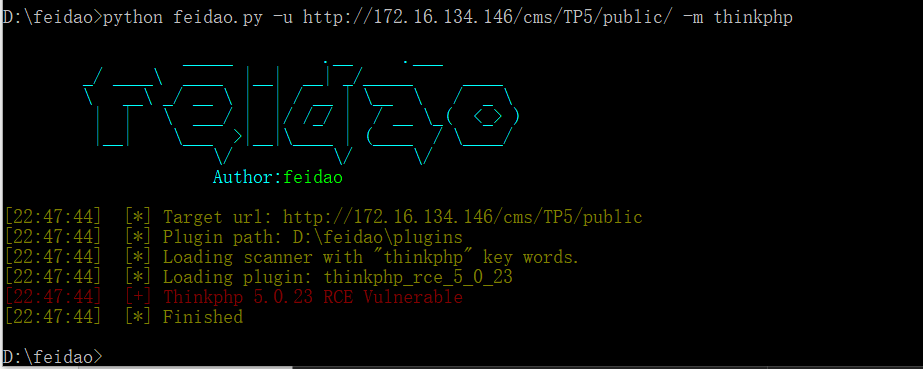 D:\feidao>python feidao.py -u http://172.16.134.146/cms/TP5/public/ -m thinkphp
feidao
Author:feidao
[22:47:44] [*] Target url: http://172.16.134.146/cms/TP5/public
[22:47:44] [*] Plugin path: D:\feidao\plugins
[22:47:44] [*] Loading scanner with "thinkphp" key words.
[22:47:44] [*] Loading plugin: thinkphp_rce_5_0_23
[22:47:44] [+] Thinkphp 5.0.23 RCE Vulnerable
[22:47:44] [*] Finished
D:\feidao>